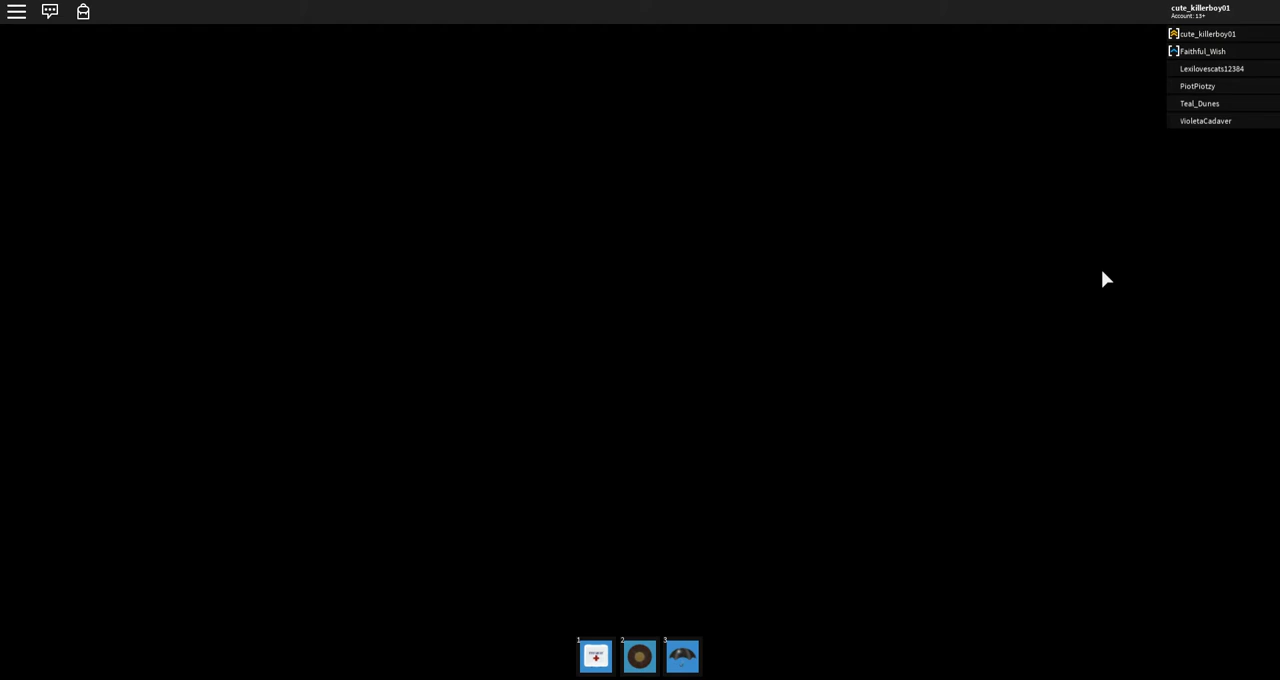 cute_killerboy01
Account: 13+
cute_killerboy01
Faithful_Wish
Lexilovescats12384
PiotPiotzy
Teal_Dunes
VioletaCadaver
1
2
3